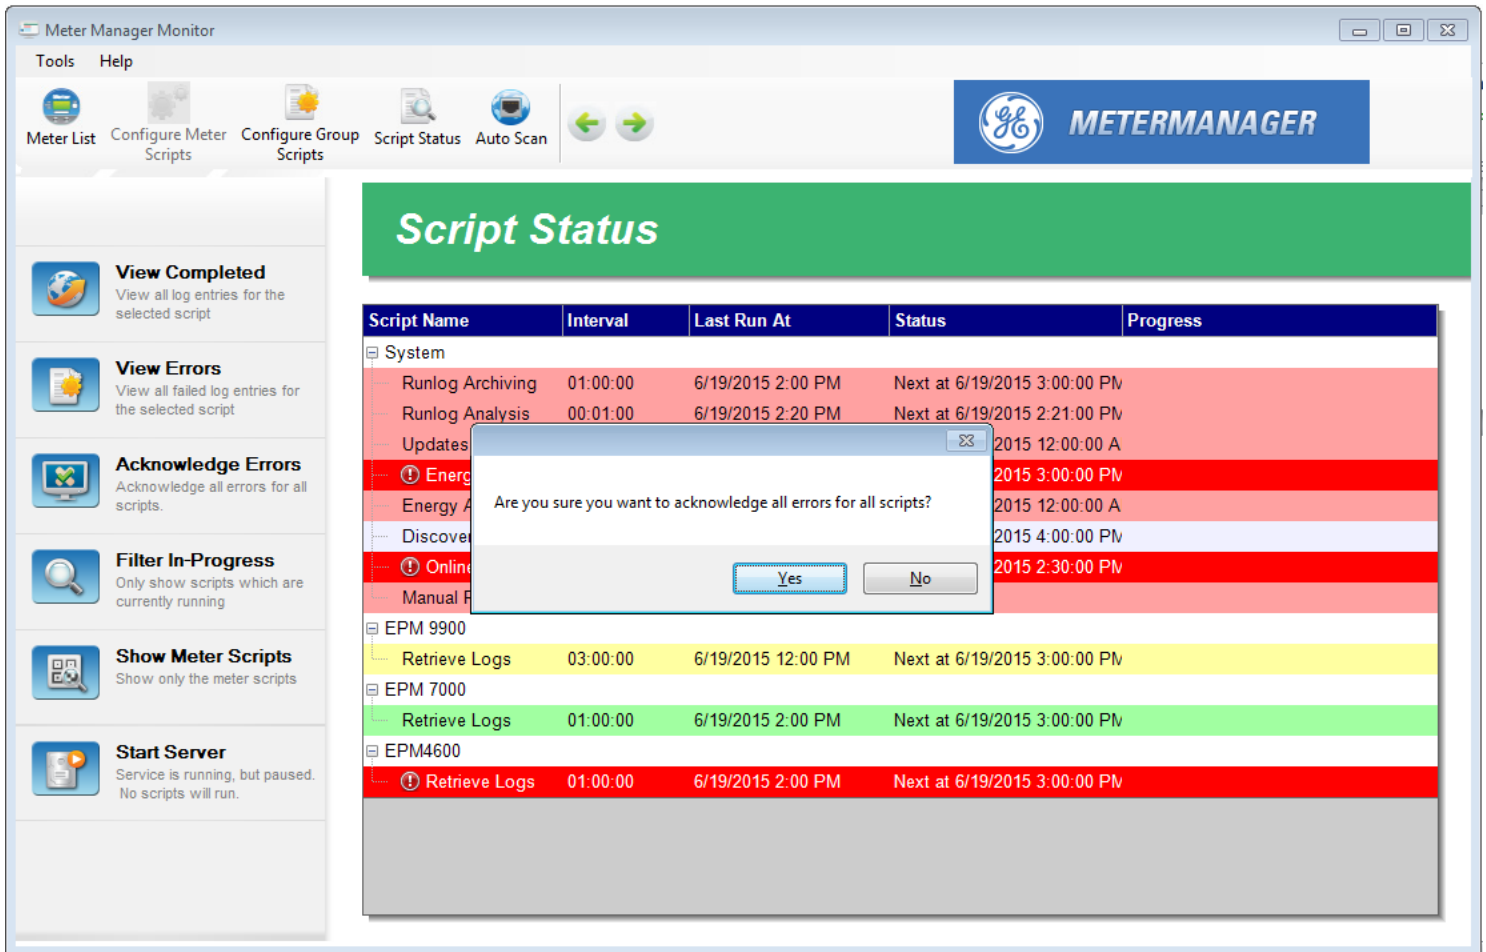 Meter Manager Monitor
Tools Help
Meter List Configure Meter Scripts Configure Group Scripts Script Status Auto Scan
GE METERMANAGER
Script Status
View Completed
View all log entries for the
selected script
View Errors
View all failed log entries for
the selected script
Acknowledge Errors
Acknowledge all errors for all
scripts.
Filter In-Progress
Only show scripts which are
currently running
Show Meter Scripts
Show only the meter scripts
Start Server
Service is running, but paused.
No scripts will run.
Script Name Interval Last Run At Status Progress
System
Runlog Archiving 01:00:00 6/19/2015 2:00 PM Next at 6/19/2015 3:00:00 PM
Runlog Analysis 00:01:00 6/19/2015 2:20 PM Next at 6/19/2015 2:21:00 PM
Updates 2015 12:00:00 A
Energ 2015 3:00:00 PM
Energy 2015 12:00:00 A
Discove 2015 4:00:00 PM
Online 2015 2:30:00 PM
Manual
EPM 9900
Retrieve Logs 03:00:00 6/19/2015 12:00 PM Next at 6/19/2015 3:00:00 PM
EPM 7000
Retrieve Logs 01:00:00 6/19/2015 2:00 PM Next at 6/19/2015 3:00:00 PM
EPM4600
Retrieve Logs 01:00:00 6/19/2015 2:00 PM Next at 6/19/2015 3:00:00 PM
Are you sure you want to acknowledge all errors for all scripts?
Yes No